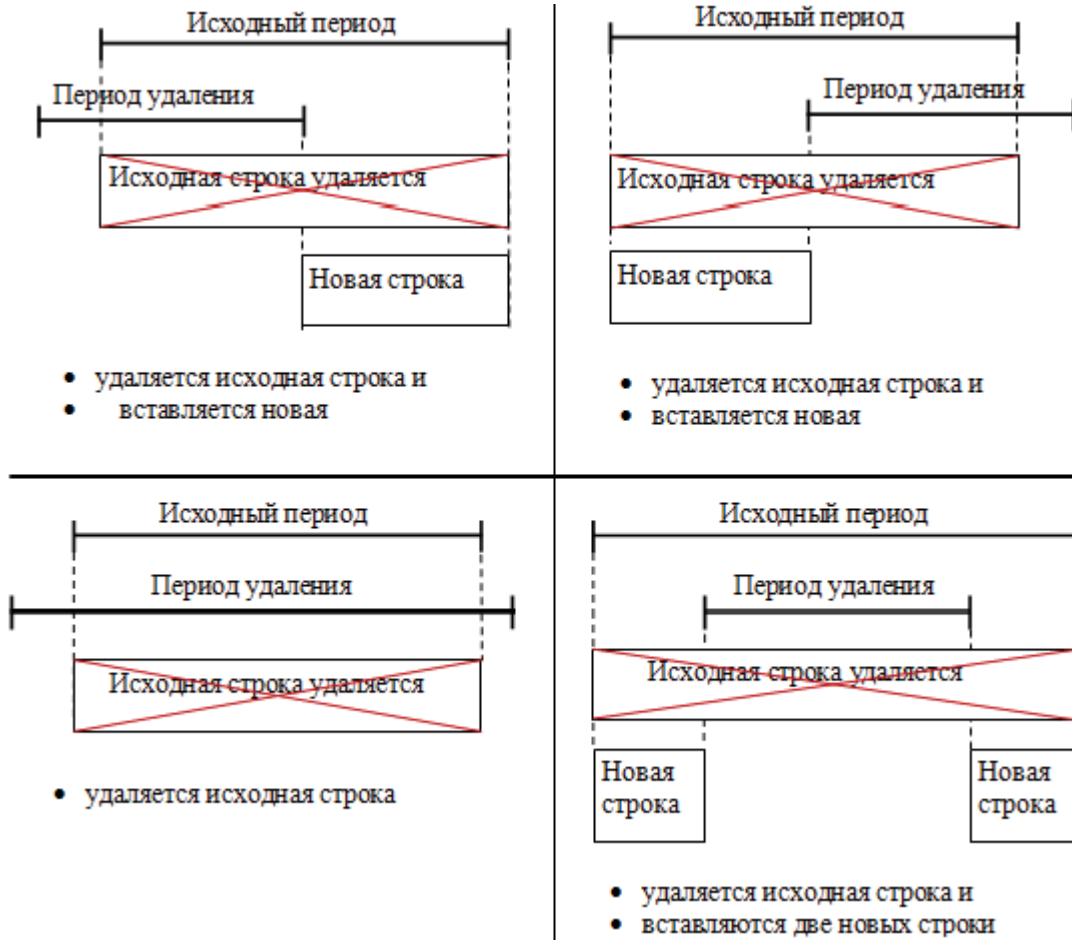 Исходный период
Период удаления
Исходная строка удаляется
Новая строка
• удаляется исходная строка и
• вставляется новая
Исходный период
Период удаления
Исходная строка удаляется
Новая строка
• удаляется исходная строка и
• вставляется новая
Исходный период
Период удаления
Исходная строка удаляется
• удаляется исходная строка
Исходный период
Период удаления
Исходная строка удаляется
Новая
строка
Новая
строка
• удаляется исходная строка и
• вставляются две новых строки